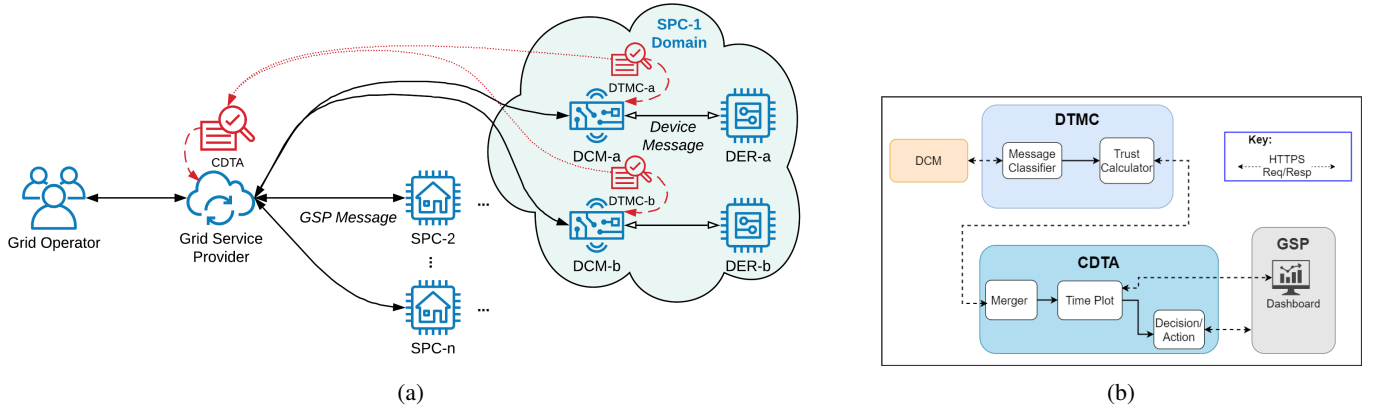 SPC-1
Domain
DTMC-a
CDTA
DCM-a
Device
Message
DER-a
Grid Operator
Grid Service
Provider
GSP Message
SPC-2
...
DTMC-b
DCM-b
DER-b
...
SPC-n
...
(a)
DTMC
DCM
Message
Classifier
Trust
Calculator
Key:
HTTPS
Req/Resp
CDTA
Merger
Time Plot
Decision/
Action
GSP
Dashboard
(b)